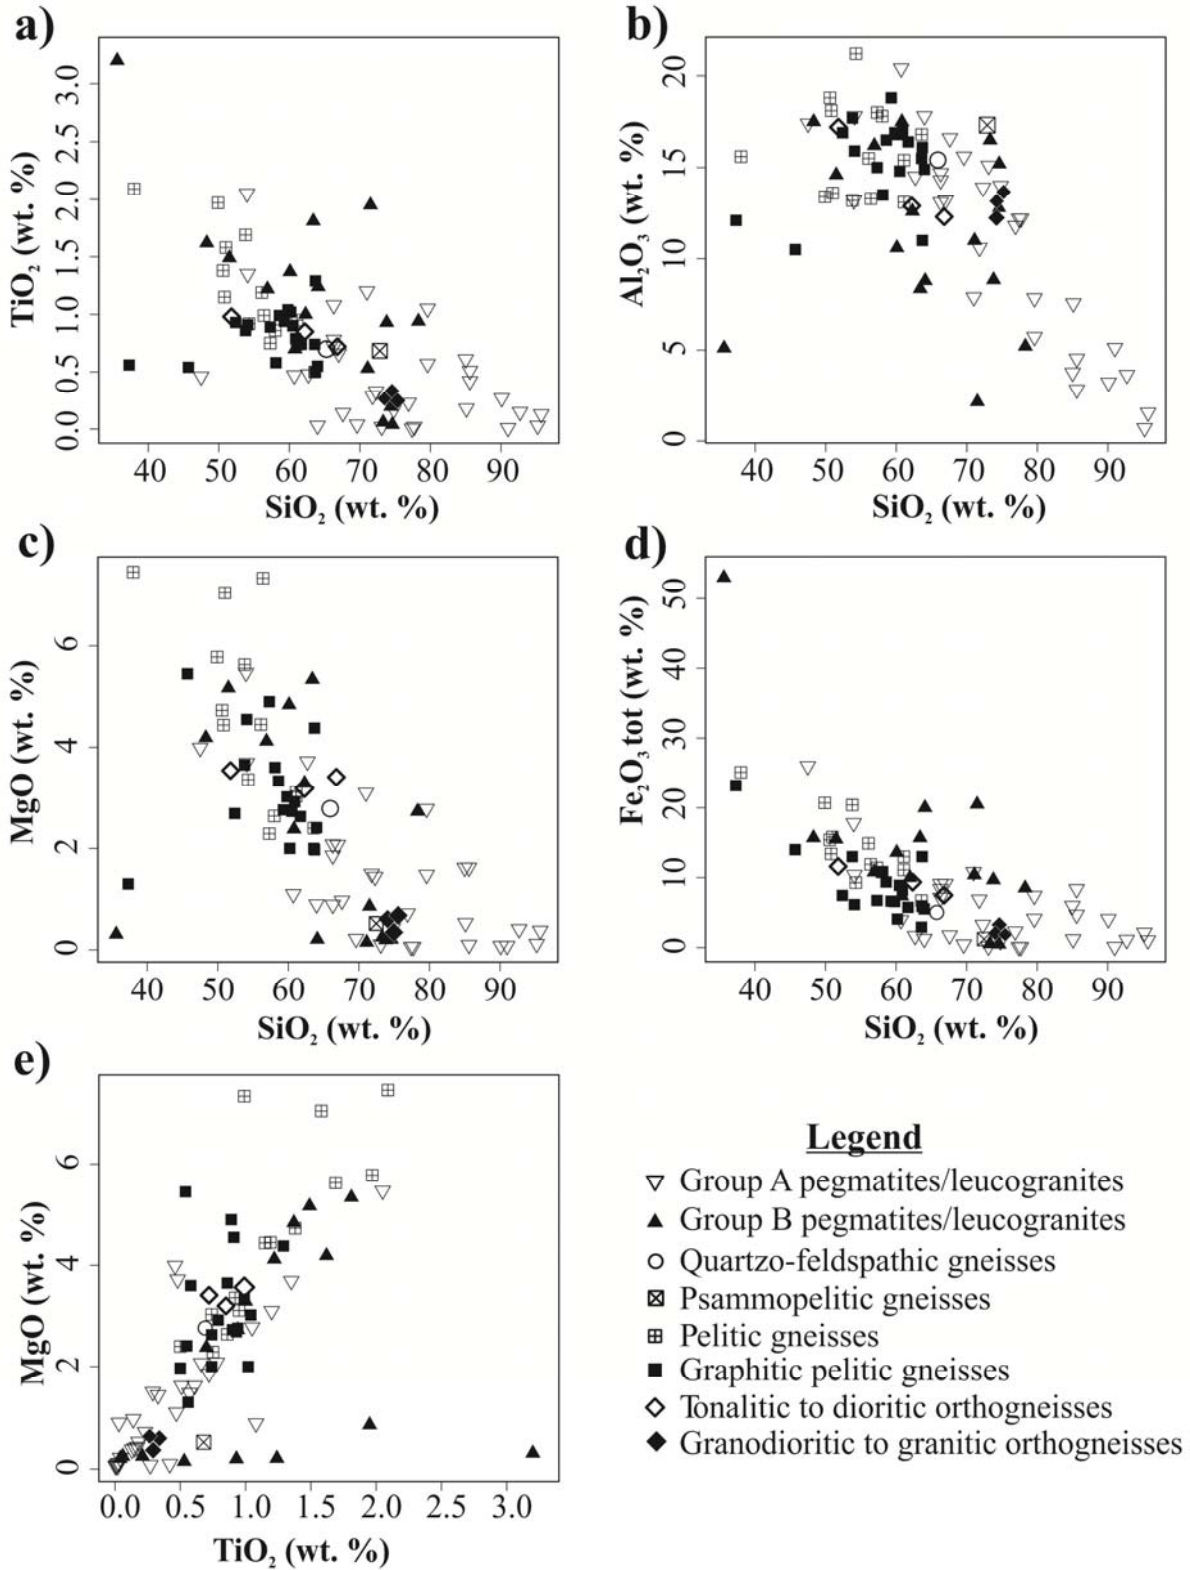 a)
TiO₂ (wt. %)
0.0 0.5 1.0 1.5 2.0 2.5 3.0
40 50 60 70 80 90
SiO₂ (wt. %)
b)
Al₂O₃ (wt. %)
0 5 10 15 20
40 50 60 70 80 90
SiO₂ (wt. %)
c)
MgO (wt. %)
0 2 4 6
40 50 60 70 80 90
SiO₂ (wt. %)
d)
Fe₂O₃ tot (wt. %)
0 10 20 30 40 50
40 50 60 70 80 90
SiO₂ (wt. %)
e)
MgO (wt. %)
0 2 4 6
0.0 0.5 1.0 1.5 2.0 2.5 3.0
TiO₂ (wt. %)
Legend
Group A pegmatites/leucogranites
Group B pegmatites/leucogranites
Quartzo-feldspathic gneisses
Psammopelitic gneisses
Pelitic gneisses
Graphitic pelitic gneisses
Tonalitic to dioritic orthogneisses
Granodioritic to granitic orthogneisses